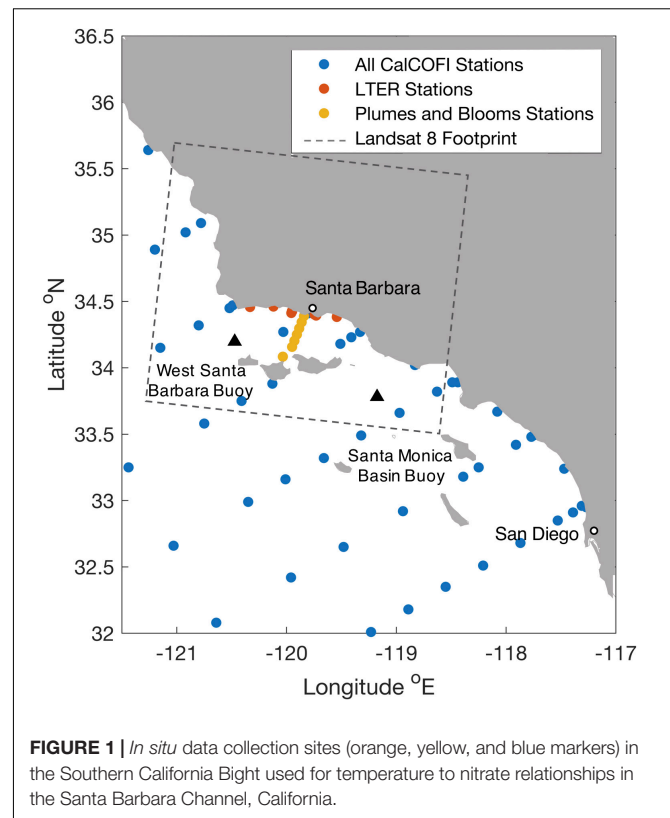 36.5
36
35.5
35
34.5
34
33.5
33
32.5
32
Latitude ⁰N
All CalCOFI Stations
LTER Stations
Plumes and Blooms Stations
Landsat 8 Footprint
Santa Barbara
West Santa
Barbara Buoy
Santa Monica
Basin Buoy
San Diego
-121
-120
-119
-118
-117
Longitude ⁰E
FIGURE 1 | In situ data collection sites (orange, yellow, and blue markers) in
the Southern California Bight used for temperature to nitrate relationships in
the Santa Barbara Channel, California.